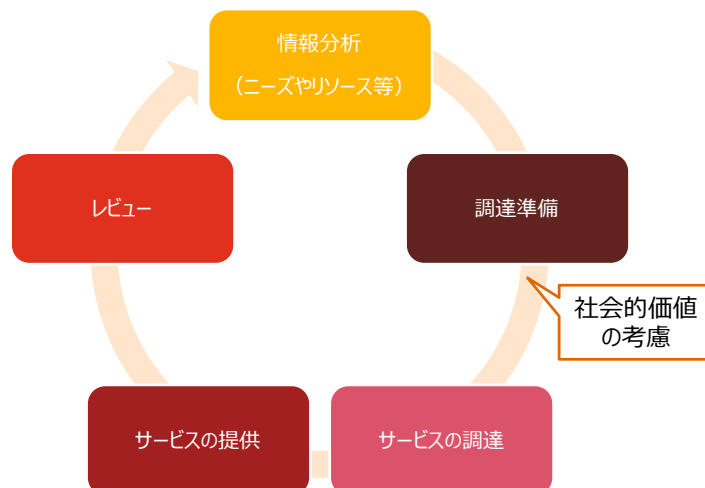 情報分析
（ニーズやリソース等）
調達準備
社会的価値
の考慮
サービスの調達
サービスの提供
レビュー